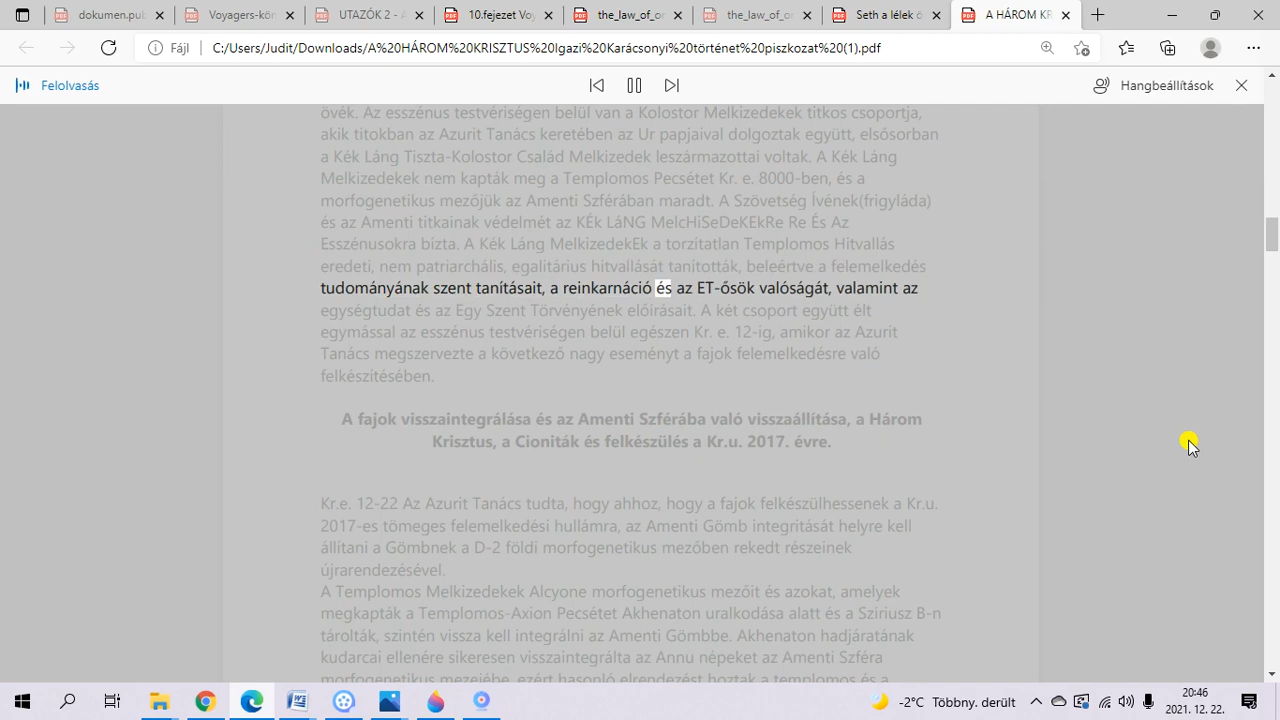 dokumen.pub
Voyagers-kön
UTAZÓK 2 - A
10.fejezet Voy
the_law_of_or
the_law_of_or
Seth a lélek ö
A HÁROM KR
Fájl
C:/Users/Judit/Downloads/A%20HÁROM%20KRISZTUS%20Igazi%20Karácsonyi%20történet%20piszkozat%20(1).pdf
Felolvasás
Hangbeállítások
övék. Az esszénus testvériségen belül van a Kolostor Melkizedekek titkos csoportja,
akik titokban az Azurit Tanács keretében az Ur papjaival dolgoztak együtt, elsősorban
a Kék Láng Tiszta-Kolostor Család Melkizedek leszármazottai voltak. A Kék Láng
Melkizedekek nem kapták meg a Templomos Pecsétet Kr. e. 8000-ben, és a
morfogenetikus mezőjük az Amenti Szférában maradt. A Szövetség Ívének(frigyláda)
és az Amenti titkainak védelmét az KÉk LáNG MelcHiSeDeKEkRe Re És Az
Esszénusokra bízta. A Kék Láng MelkizedekEk a torzítatlan Templomos Hitvallás
eredeti, nem patriarchális, egalitárius hitvallását tanították, beleértve a felemelkedés
tudományának szent tanításait, a reinkarnáció és az ET-ősök valóságát, valamint az
egységtudat és az Egy Szent Törvényének előírásait. A két csoport együtt élt
egymással az esszénus testvériségen belül egészen Kr. e. 12-ig, amikor az Azurit
Tanács megszervezte a következő nagy eseményt a fajok felemelkedésre való
felkészítésében.
A fajok visszaintegrálása és az Amenti Szférába való visszaállítása, a Három
Krisztus, a Cioniták és felkészülés a Kr.u. 2017. évre.
Kr.e. 12-22 Az Azurit Tanács tudta, hogy ahhoz, hogy a fajok felkészülhessenek a Kr.u.
2017-es tömeges felemelkedési hullámra, az Amenti Gömb integritását helyre kell
állítani a Gömbnek a D-2 földi morfogenetikus mezőben rekedt részeinek
újrarendezésével.
A Templomos Melkizedekek Alcyone morfogenetikus mezőit és azokat, amelyek
megkapták a Templomos-Axion Pecsétet Akhenaton uralkodása alatt és a Szíriusz B-n
tárolták, szintén vissza kell integrálni az Amenti Gömbbe. Akhenaton hadjáratának
kudarcai ellenére sikeresen visszaintegrálta az Annu népeket az Amenti Szféra
morfogenetikus mezejébe, ezért hasonló elrendezést hoztak a templomos és a
-2°C Többny. derült
20:46
2021. 12. 22.